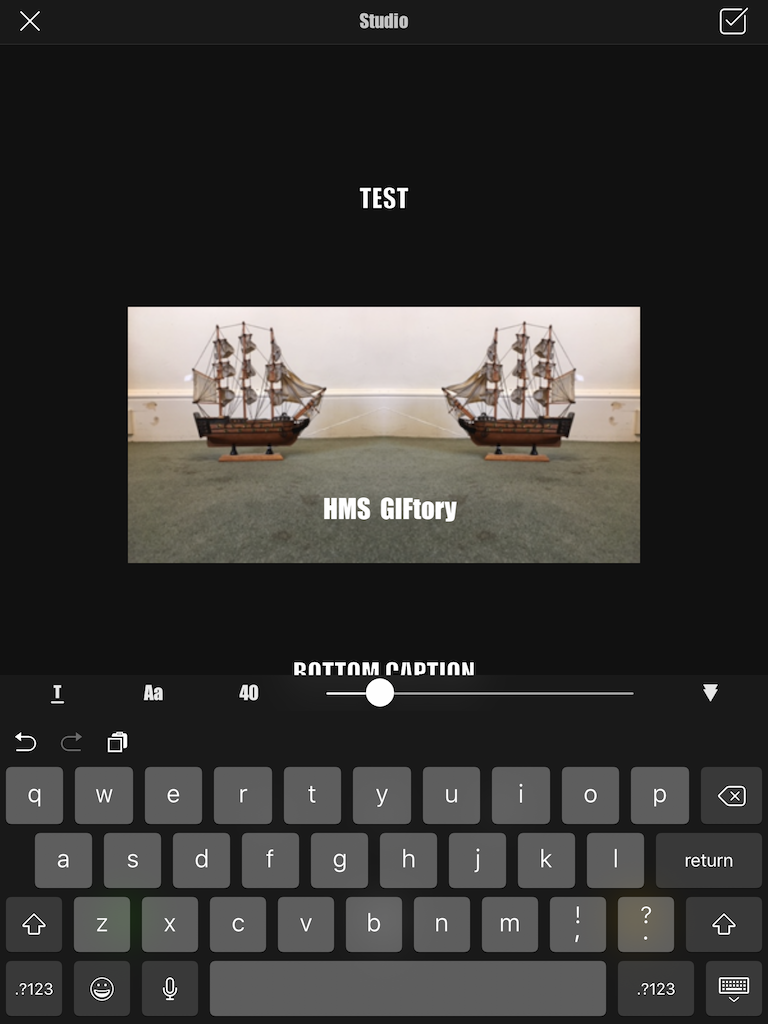 Studio
TEST
HMS GIFtory
BOTTOM CAPTION
T Aa 40
q w e r t y u i o p
a s d f g h j k l return
z x c v b n m ! , ? .
.?123 .?123